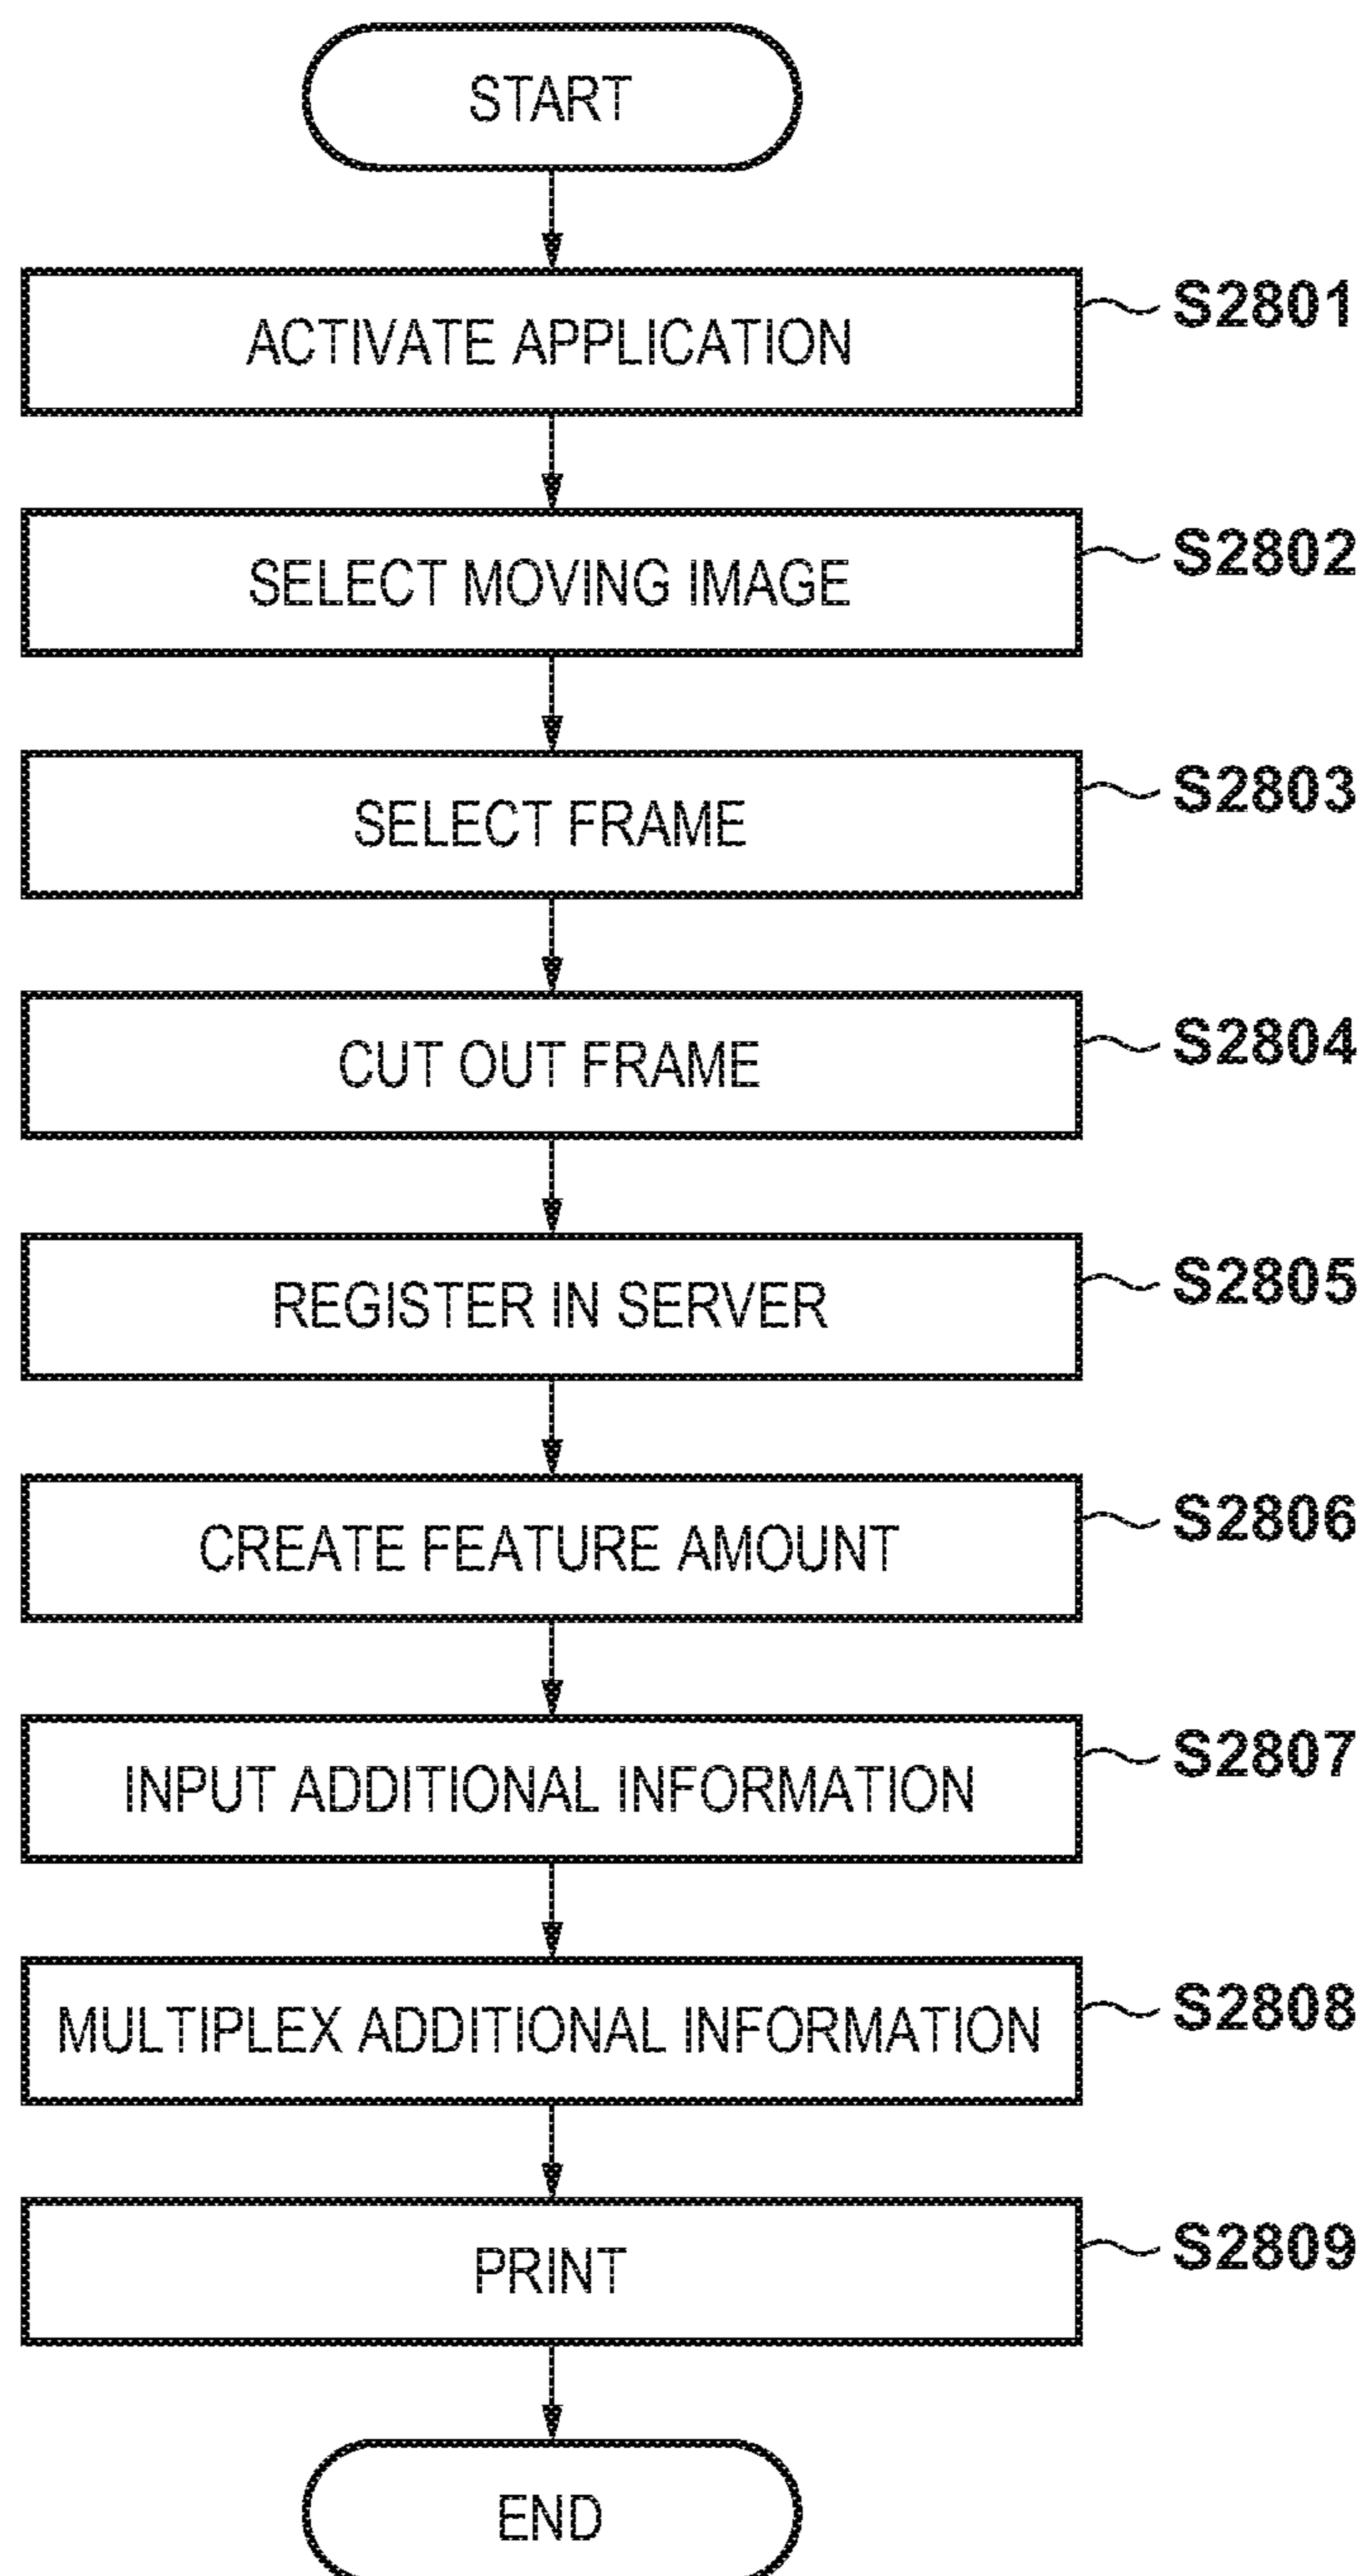 START
ACTIVATE APPLICATION
S2801
SELECT MOVING IMAGE
S2802
SELECT FRAME
S2803
CUT OUT FRAME
S2804
REGISTER IN SERVER
S2805
CREATE FEATURE AMOUNT
S2806
INPUT ADDITIONAL INFORMATION
S2807
MULTIPLEX ADDITIONAL INFORMATION
S2808
PRINT
S2809
END